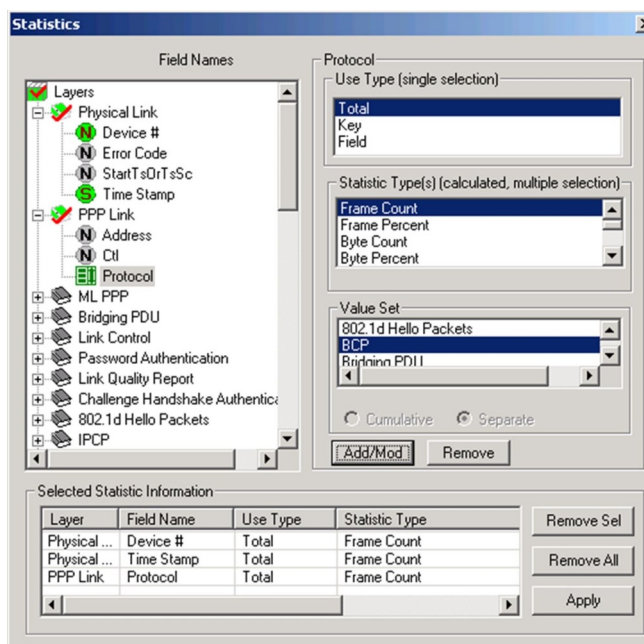 Statistics
Field Names
Layers
Physical Link
N Device #
N Error Code
N StartTsOrTsSc
S Time Stamp
PPP Link
N Address
N Ctl
Protocol
ML PPP
Bridging PDU
Link Control
Password Authentication
Link Quality Report
Challenge Handshake Authentica
802.1d Hello Packets
IPCP
Protocol
Use Type (single selection)
Total
Key
Field
Statistic Type(s) (calculated, multiple selection)
Frame Count
Frame Percent
Byte Count
Byte Percent
Value Set
802.1d Hello Packets
BCP
Bridging PDU
Cumulative Separate
Add/Mod Remove
Selected Statistic Information
Layer Field Name Use Type Statistic Type
Physical ... Device # Total Frame Count
Physical ... Time Stamp Total Frame Count
PPP Link Protocol Total Frame Count
Remove Sel
Remove All
Apply